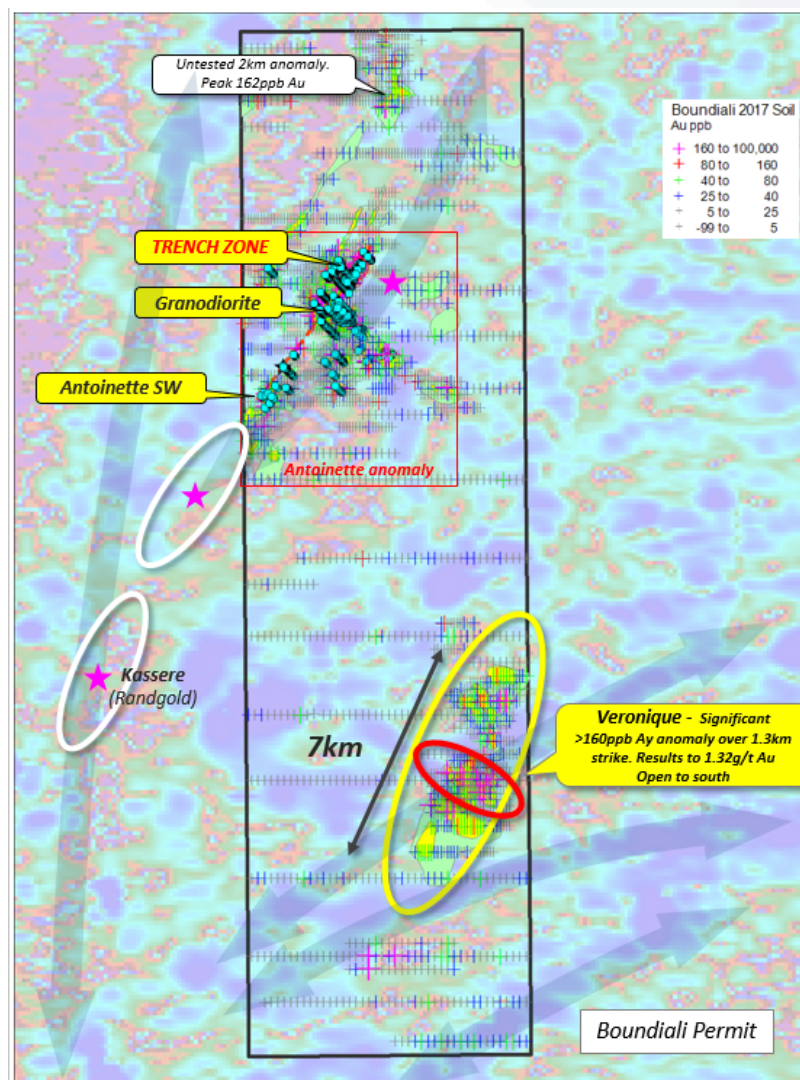 Untested 2km anomaly.
Peak 162ppb Au
Boundiali 2017 Soil
Au ppb
160 to 100,000
80 to 160
40 to 80
25 to 40
5 to 25
-99 to 5
TRENCH ZONE
Granodiorite
Antoinette SW
Antoinette anomaly
Kassere
(Randgold)
7km
Veronique - Significant
>160ppb Ay anomaly over 1.3km
strike. Results to 1.32g/t Au
Open to south
Boundiali Permit